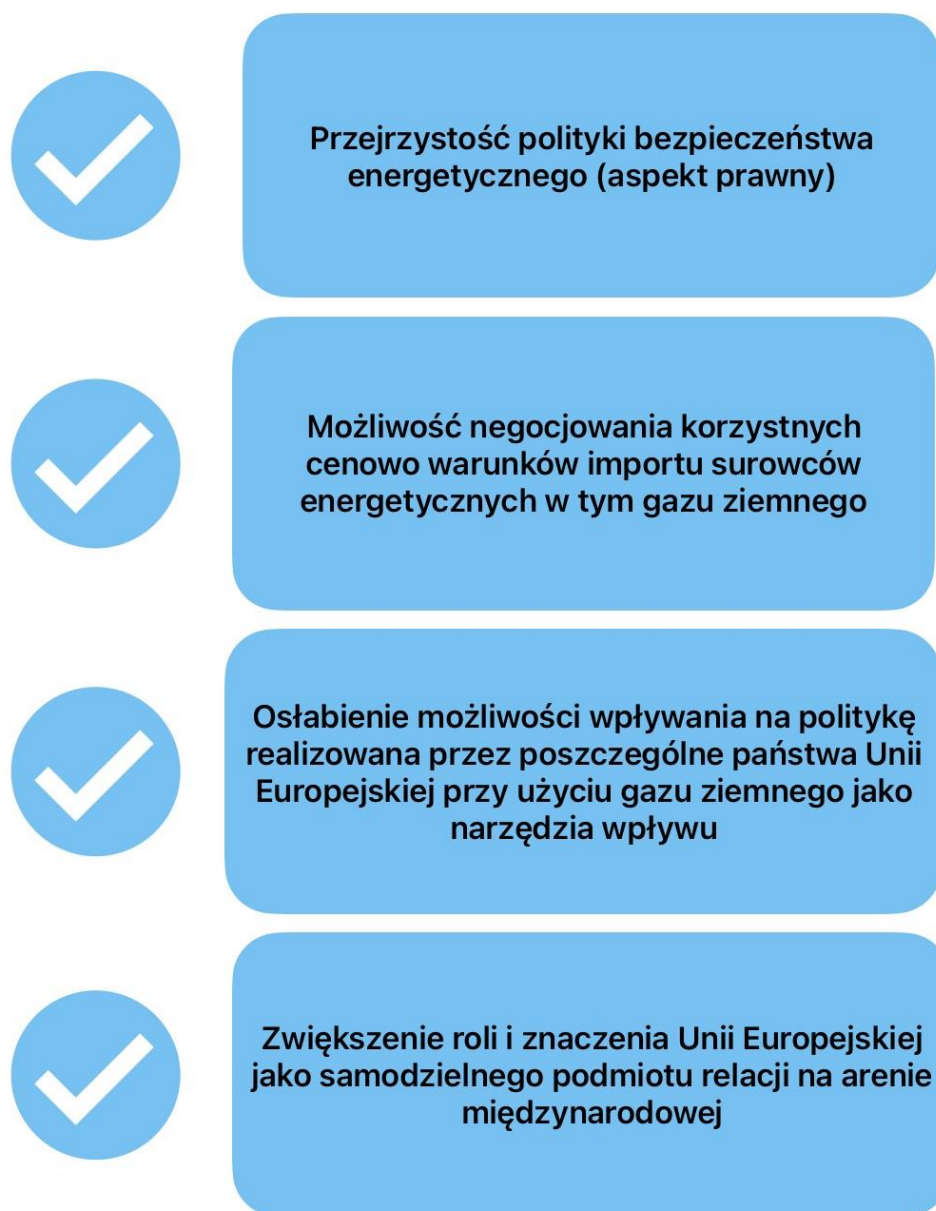 Przejrzystość polityki bezpieczeństwa
energetycznego (aspekt prawny)
Możliwość negocjowania korzystnych
cenowo warunków importu surowców
energetycznych w tym gazu ziemnego
Osłabienie możliwości wpływania na politykę
realizowana przez poszczególne państwa Unii
Europejskiej przy użyciu gazu ziemnego jako
narzędzia wpływu
Zwiększenie roli i znaczenia Unii Europejskiej
jako samodzielnego podmiotu relacji na arenie
międzynarodowej